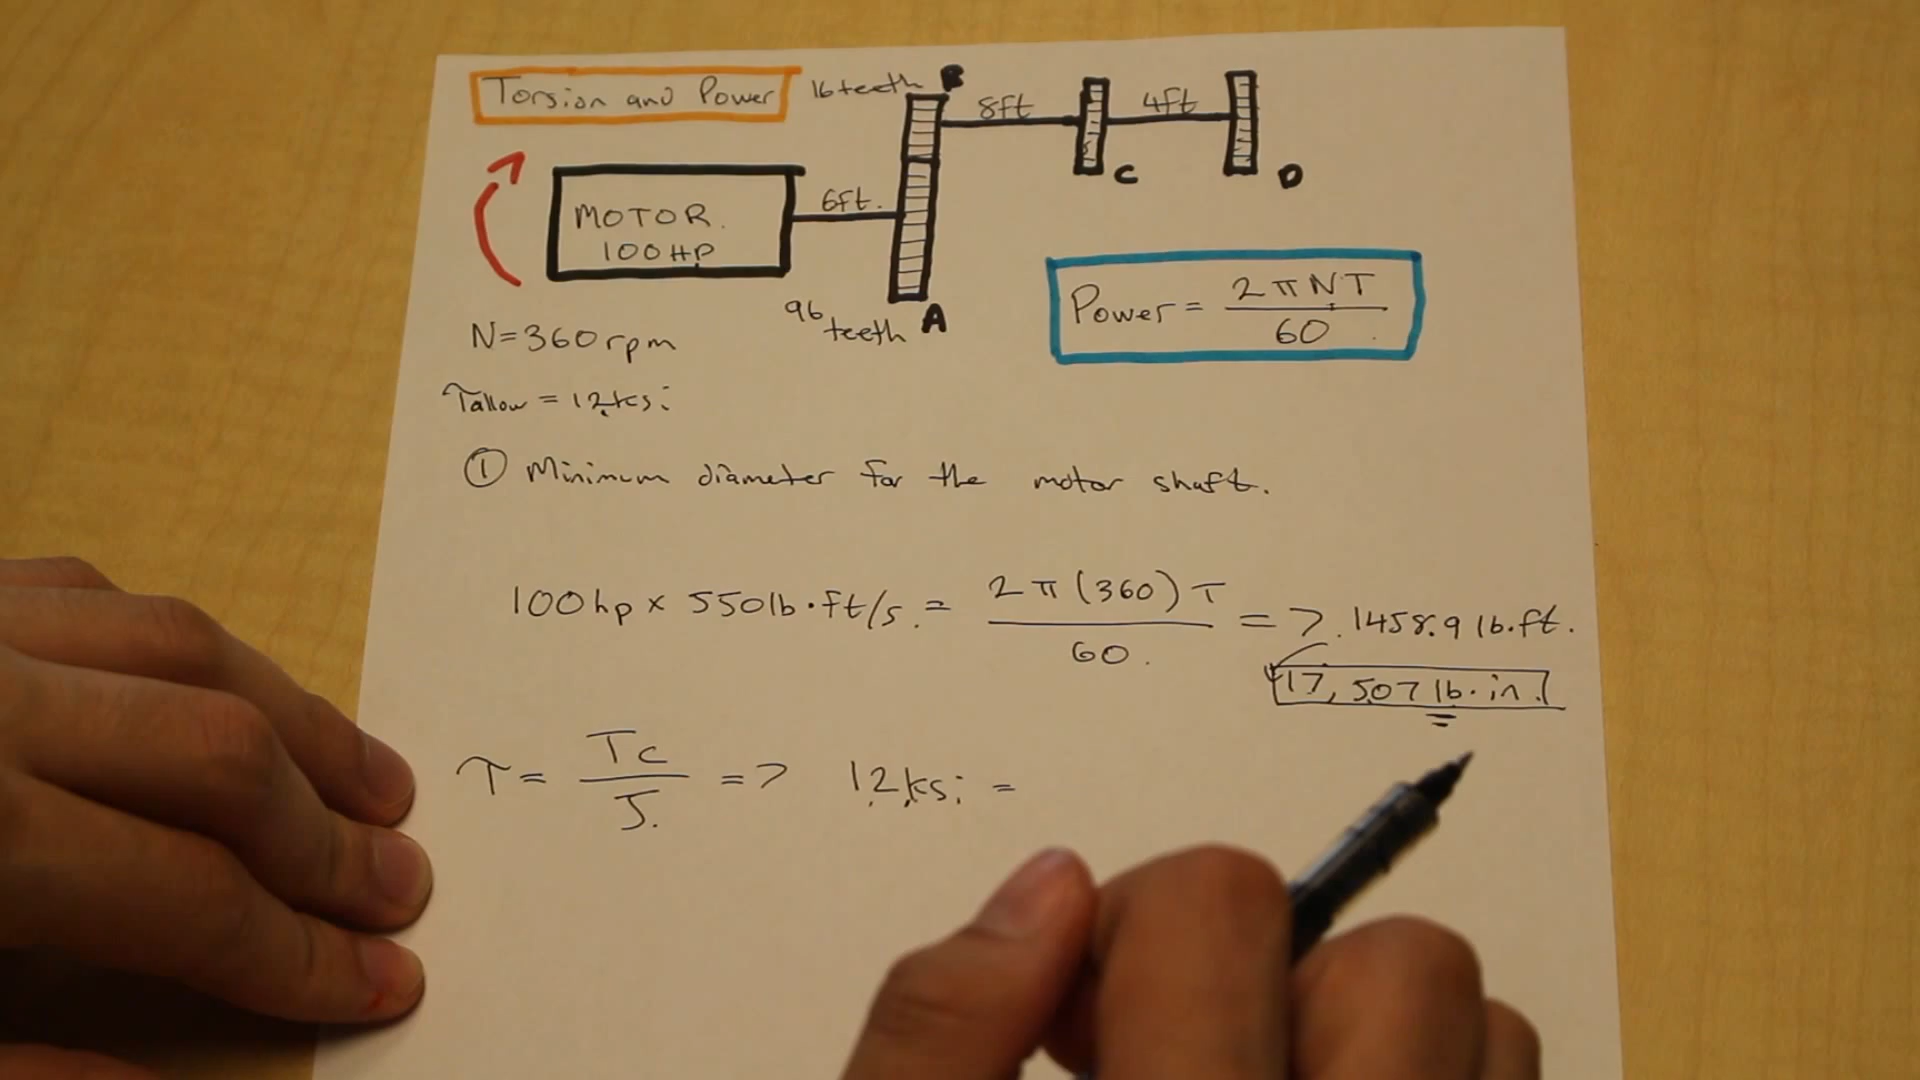 Torsion and Power
16 teeth B
8ft
4ft
C
D
6ft.
MOTOR.
100HP
96 teeth A
Power = 2πNT / 60
N=360rpm
τallow = 12ksi
① Minimum diameter for the motor shaft.
100hp x 550lb·ft/s. = 2π(360)T / 60. => 1458.9 lb.ft.
17,507 lb.in.
τ = Tc / J. => 12ksi =